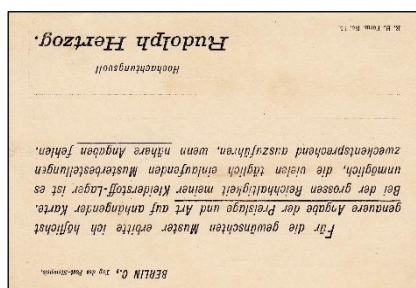 BERLIN C., Tag des Post-Stempels.
Für die gewünschten Muster erbitte ich höflichst
genauere Angabe der Preislage und Art auf anhängender Karte.
Bei der grossen Reichhaltigkeit meiner Kleiderstoff-Lager ist es
unmöglich, die vielen täglich einlaufenden Musterbestellungen
zweckentsprechend auszuführen, wenn nähere Angaben fehlen.
Hochachtungsvoll
Rudolph Hertzog.
R. H. Form. No. 15